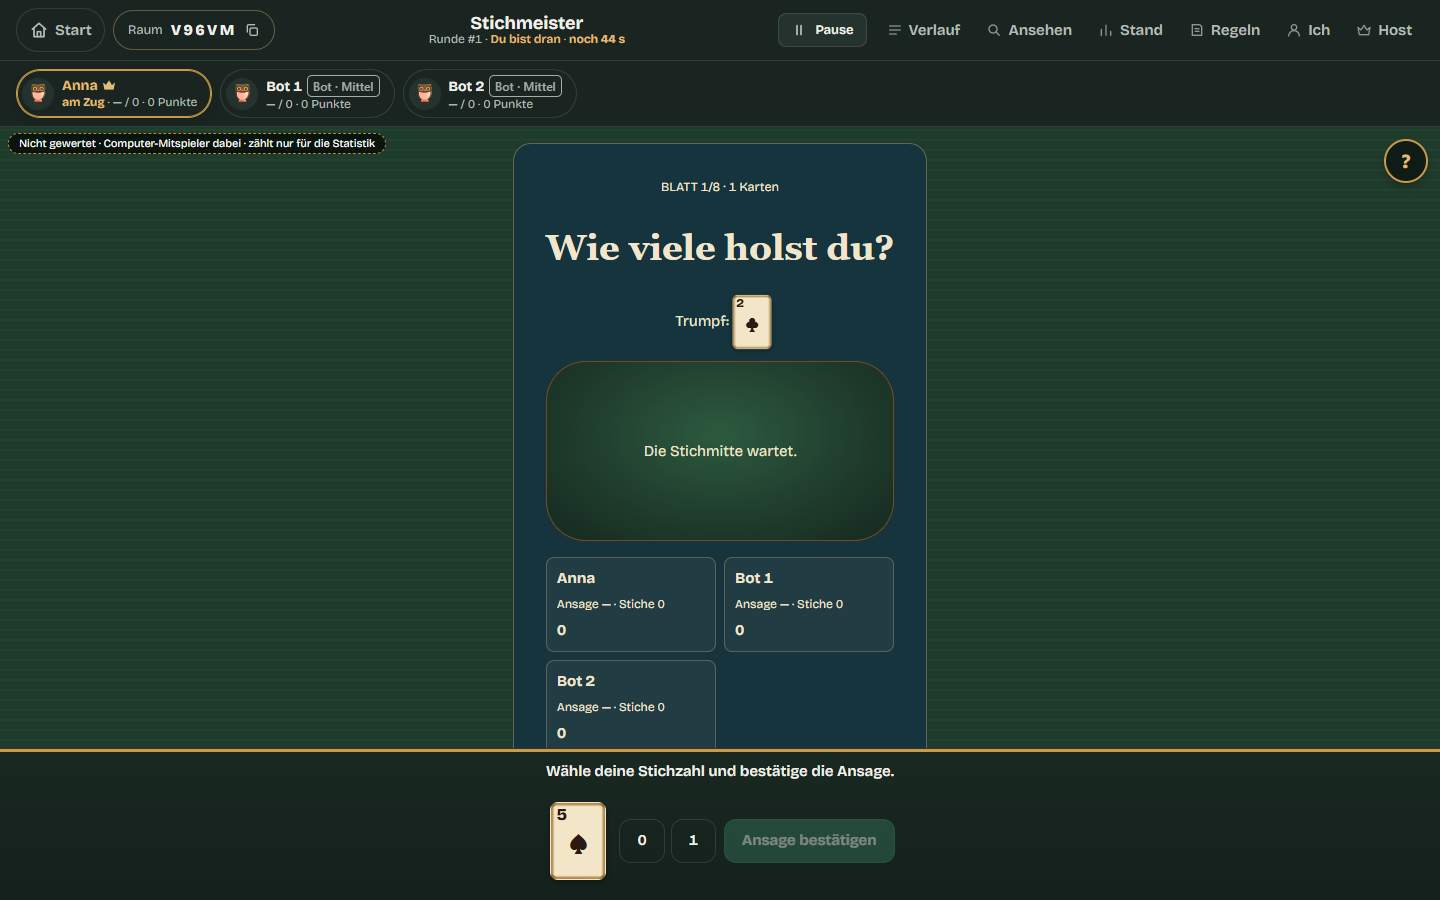 Start
Raum V96VM
Stichmeister
Runde #1 · Du bist dran · noch 44 s
Pause
Verlauf
Ansehen
Stand
Regeln
Ich
Host
Anna
am Zug · — / 0 · 0 Punkte
Bot 1 Bot · Mittel
— / 0 · 0 Punkte
Bot 2 Bot · Mittel
— / 0 · 0 Punkte
Nicht gewertet · Computer-Mitspieler dabei · zählt nur für die Statistik
?
BLATT 1/8 · 1 Karten
Wie viele holst du?
Trumpf: 2
Die Stichmitte wartet.
Anna
Ansage — · Stiche 0
0
Bot 1
Ansage — · Stiche 0
0
Bot 2
Ansage — · Stiche 0
0
Wähle deine Stichzahl und bestätige die Ansage.
5
0
1
Ansage bestätigen